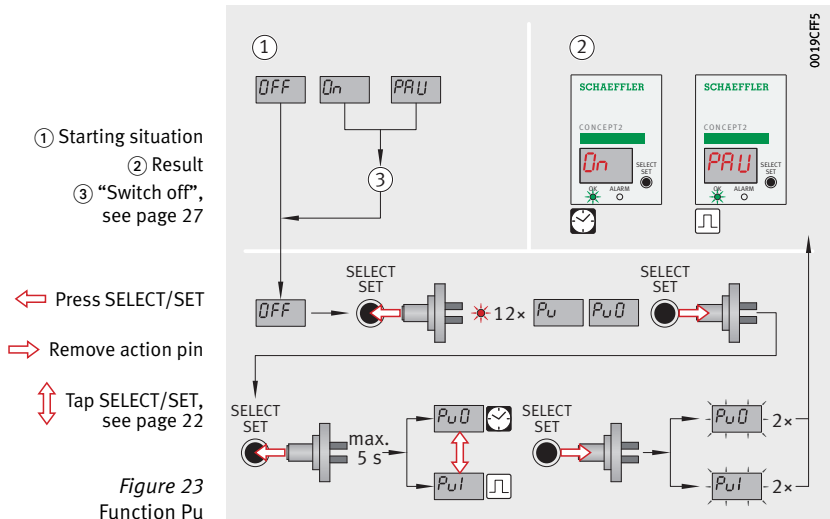 0019CFF5
① Starting situation
② Result
③ “Switch off”,
see page 27
Press SELECT/SET
Remove action pin
Tap SELECT/SET,
see page 22
Figure 23
Function Pu
①
OFF
On
PAU
③
②
SCHAEFFLER
CONCEPT2
On
SELECT
SET
OK
ALARM
SCHAEFFLER
CONCEPT2
PAU
SELECT
SET
OK
ALARM
OFF
SELECT
SET
12×
Pu
Pu0
SELECT
SET
SELECT
SET
max.
5 s
Pu0
Pu1
SELECT
SET
Pu0
2×
Pu1
2×